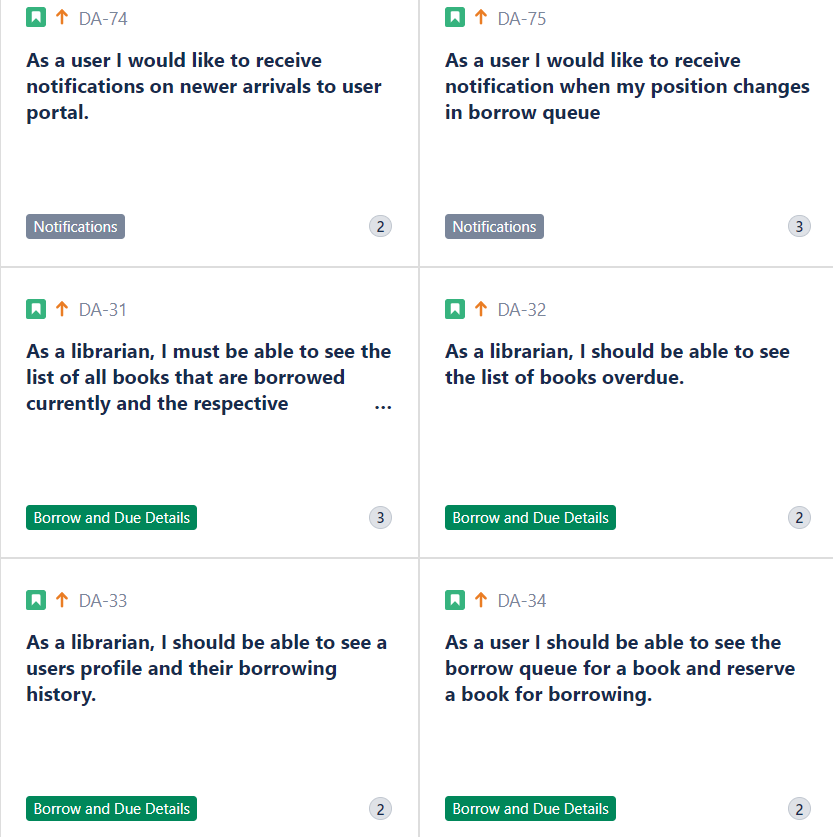 DA-74
As a user I would like to receive
notifications on newer arrivals to user
portal.
Notifications
2
DA-75
As a user I would like to receive
notification when my position changes
in borrow queue
Notifications
3
DA-31
As a librarian, I must be able to see the
list of all books that are borrowed
currently and the respective ...
Borrow and Due Details
3
DA-32
As a librarian, I should be able to see
the list of books overdue.
Borrow and Due Details
2
DA-33
As a librarian, I should be able to see a
users profile and their borrowing
history.
Borrow and Due Details
2
DA-34
As a user I should be able to see the
borrow queue for a book and reserve
a book for borrowing.
Borrow and Due Details
2